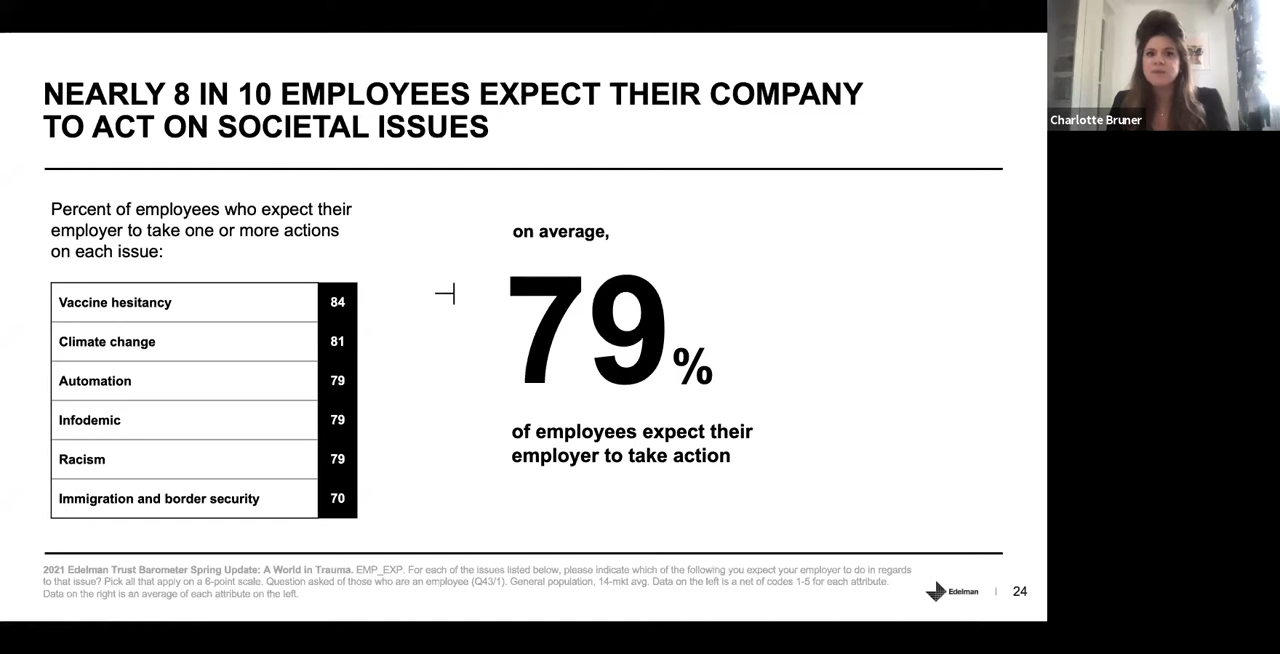 NEARLY 8 IN 10 EMPLOYEES EXPECT THEIR COMPANY
TO ACT ON SOCIETAL ISSUES
Charlotte Bruner
Percent of employees who expect their
employer to take one or more actions
on each issue:
Vaccine hesitancy 84
Climate change 81
Automation 79
Infodemic 79
Racism 79
Immigration and border security 70
on average,
79%
of employees expect their
employer to take action
2021 Edelman Trust Barometer Spring Update: A World in Trauma. EMP_EXP. For each of the issues listed below, please indicate which of the following you expect your employer to do in regards
to that issue? Pick all that apply on a 6-point scale. Question asked of those who are an employee (Q43/1). General population, 14-mkt avg. Data on the left is a net of codes 1-5 for each attribute.
Data on the right is an average of each attribute on the left.
Edelman | 24